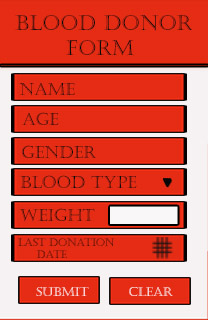 BLOOD DONOR
FORM
NAME
AGE
GENDER
BLOOD TYPE
WEIGHT
LAST DONATION
DATE
SUBMIT
CLEAR